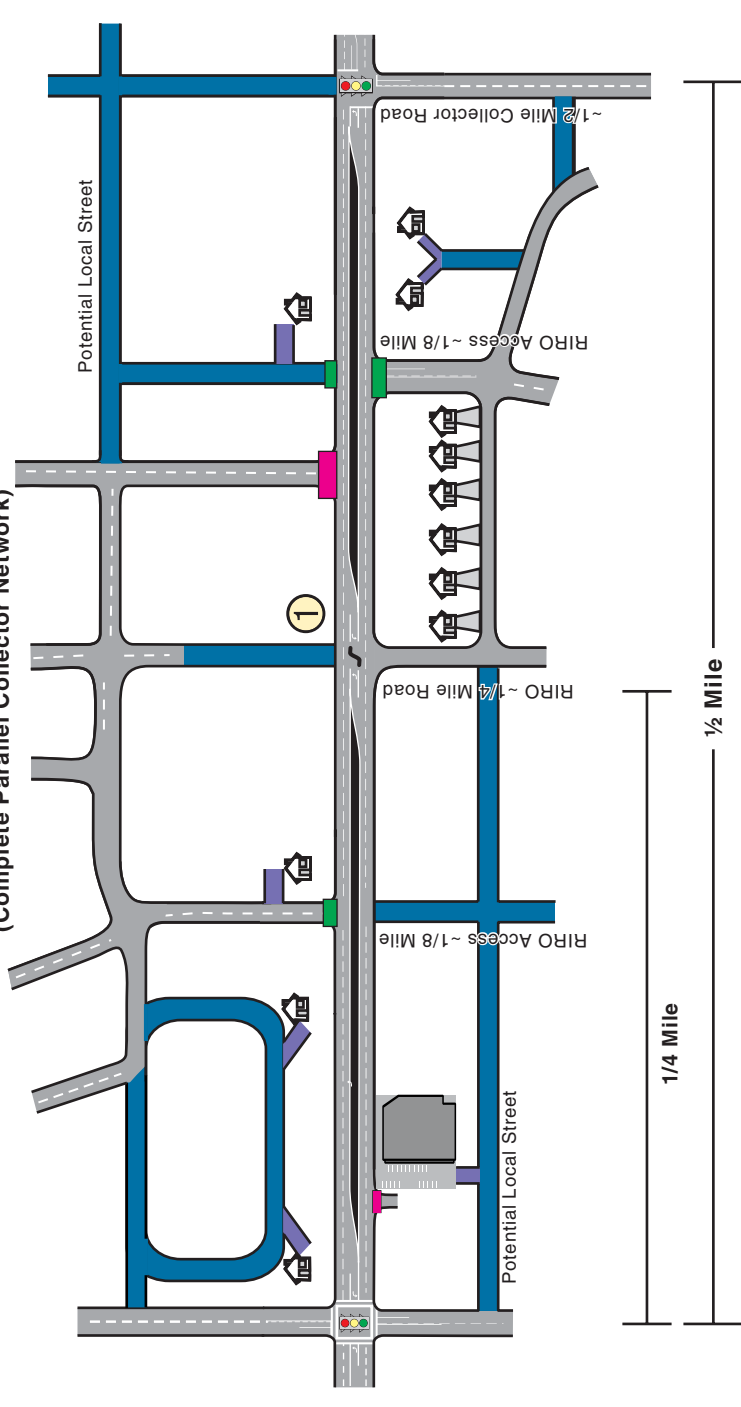 (Complete Parallel Collector Network)
Potential Local Street
~1/2 Mile Collector Road
RIRO Access ~1/8 Mile
1
RIRO ~1/4 Mile Road
RIRO Access ~1/8 Mile
Potential Local Street
1/4 Mile
½ Mile